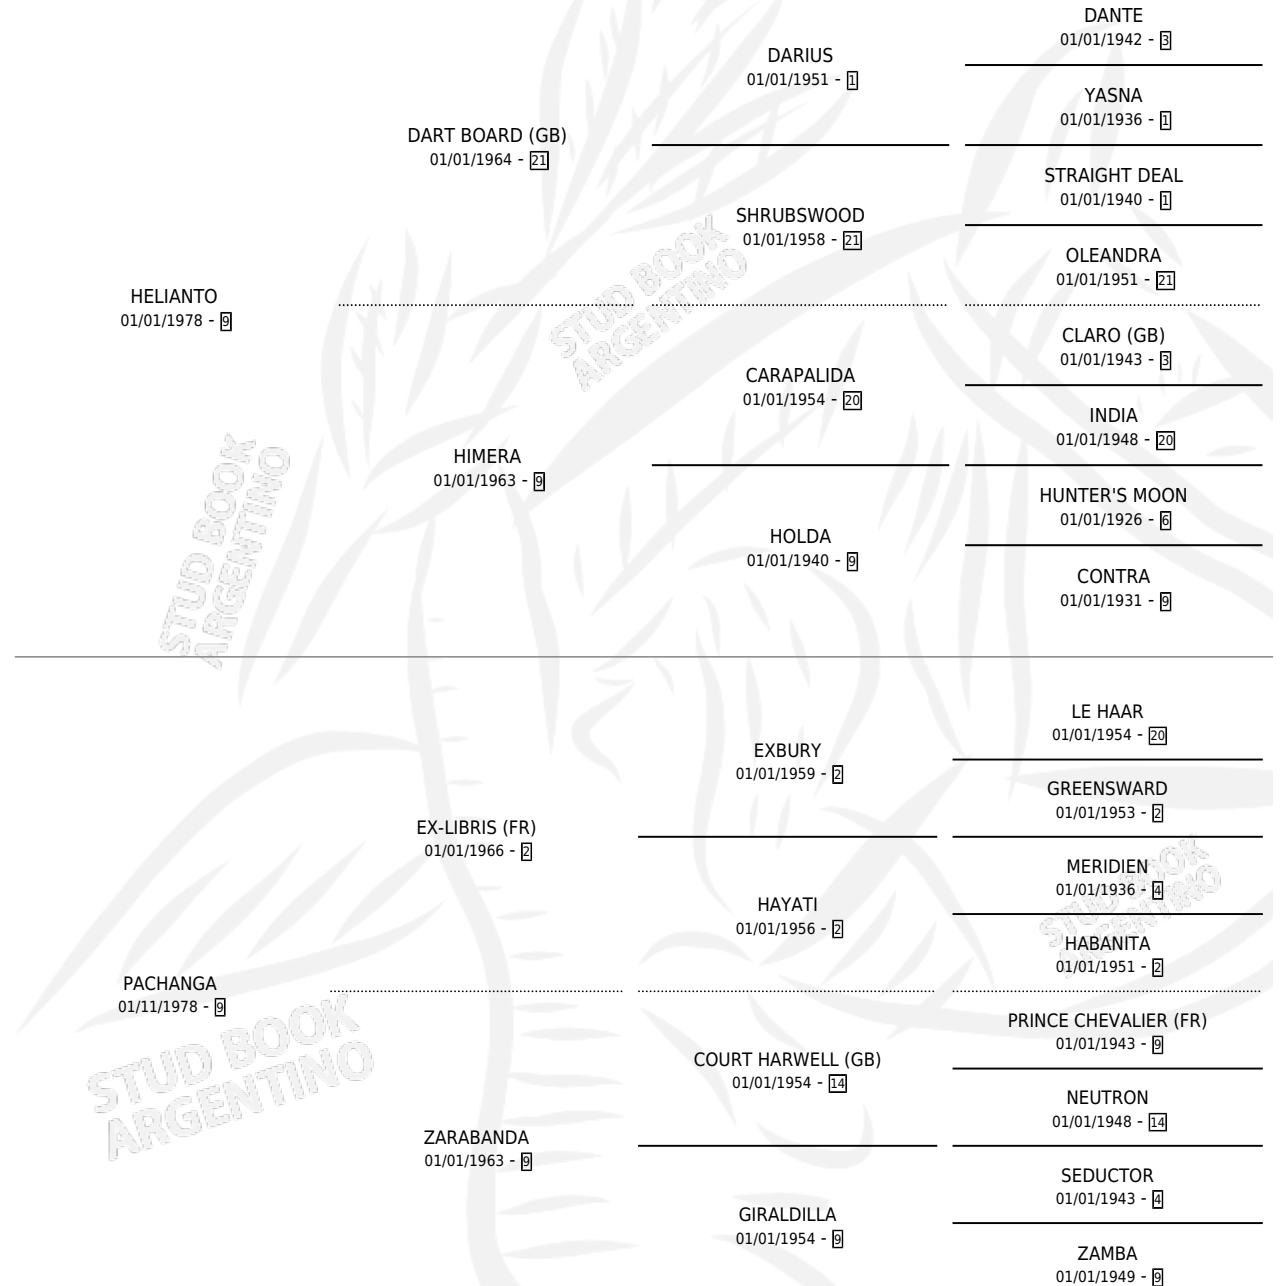 DANTE
01/01/1942 - 3
DARIUS
01/01/1951 - 1
YASNA
01/01/1936 - 1
DART BOARD (GB)
01/01/1964 - 21
STRAIGHT DEAL
01/01/1940 - 1
SHRUBSWOOD
01/01/1958 - 21
OLEANDRA
01/01/1951 - 21
HELIANTO
01/01/1978 - 9
CLARO (GB)
01/01/1943 - 3
CARAPALIDA
01/01/1954 - 20
INDIA
01/01/1948 - 20
HIMERA
01/01/1963 - 9
HUNTER'S MOON
01/01/1926 - 6
HOLDA
01/01/1940 - 9
CONTRA
01/01/1931 - 9
LE HAAR
01/01/1954 - 20
EXBURY
01/01/1959 - 2
GREENSWARD
01/01/1953 - 2
EX-LIBRIS (FR)
01/01/1966 - 2
MERIDIEN
01/01/1936 - 4
HAYATI
01/01/1956 - 2
HABANITA
01/01/1951 - 2
PACHANGA
01/11/1978 - 9
PRINCE CHEVALIER (FR)
01/01/1943 - 9
COURT HARWELL (GB)
01/01/1954 - 14
NEUTRON
01/01/1948 - 14
ZARABANDA
01/01/1963 - 9
SEDUCTOR
01/01/1943 - 4
GIRALDILLA
01/01/1954 - 9
ZAMBA
01/01/1949 - 9
STUD BOOK
ARGENTINO
STUD BOOK
ARGENTINO
STUD BOOK
ARGENTINO
STUD BOOK
ARGENTINO